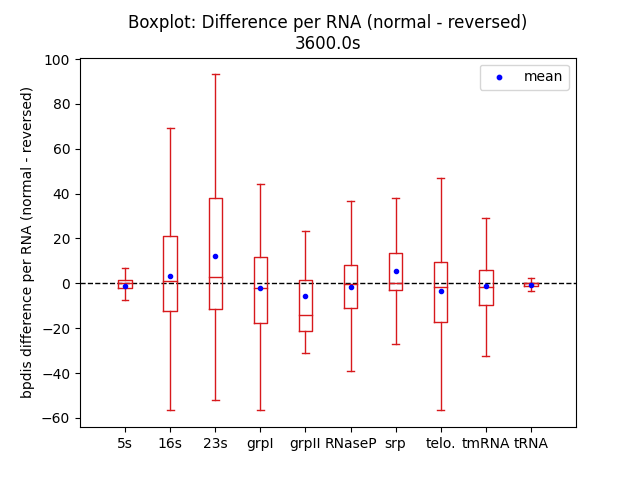 Boxplot: Difference per RNA (normal - reversed)
3600.0s
mean
bpdis difference per RNA (normal - reversed)
100
80
60
40
20
0
−20
−40
−60
5s 16s 23s grpI grpII RNaseP srp telo. tmRNA tRNA